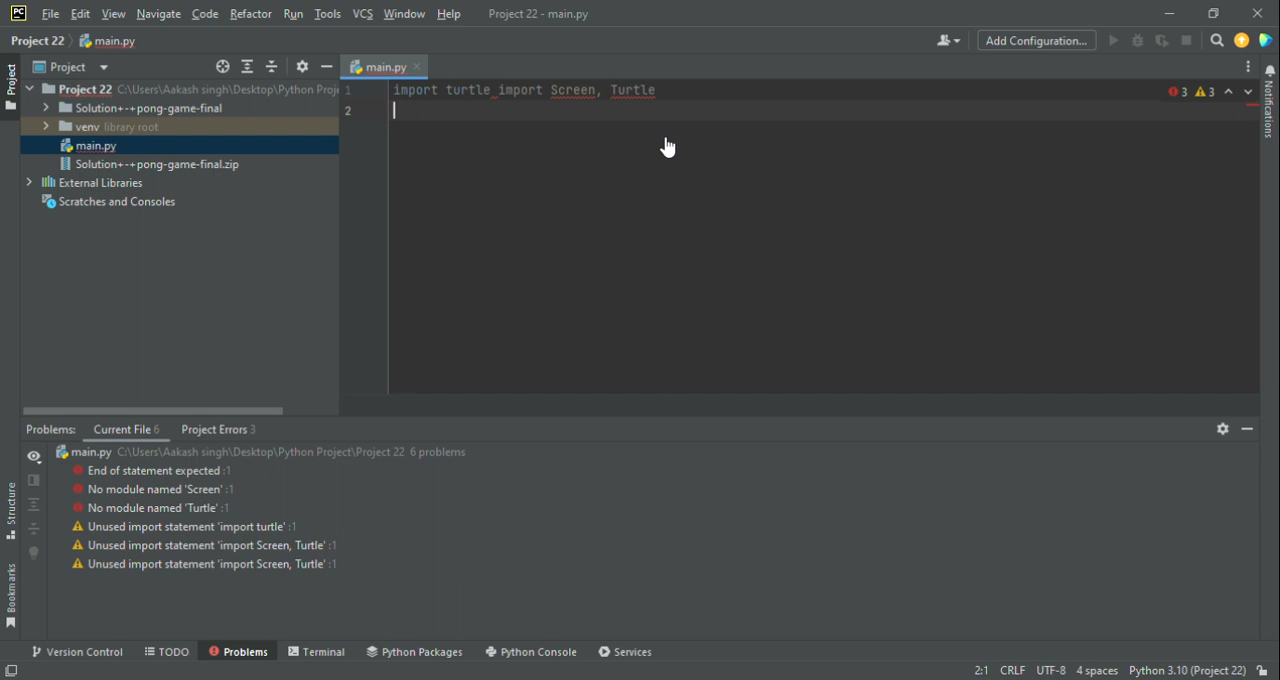 PC File Edit View Navigate Code Refactor Run Tools VCS Window Help Project 22 - main.py
Project 22 main.py Add Configuration...
Project main.py
Project
Project 22 C:\Users\Aakash singh\Desktop\Python Proje
Solution+-+pong-game-final
venv library root
main.py
Solution+-+pong-game-final.zip
External Libraries
Scratches and Consoles
1 import turtle import Screen, Turtle 3 3
2
Notifications
Problems: Current File 6 Project Errors 3
main.py C:\Users\Aakash singh\Desktop\Python Project\Project 22 6 problems
End of statement expected :1
No module named 'Screen' :1
No module named 'Turtle' :1
Unused import statement 'import turtle' :1
Unused import statement 'import Screen, Turtle' :1
Unused import statement 'import Screen, Turtle' :1
Structure
Bookmarks
Version Control TODO Problems Terminal Python Packages Python Console Services
2:1 CRLF UTF-8 4 spaces Python 3.10 (Project 22)